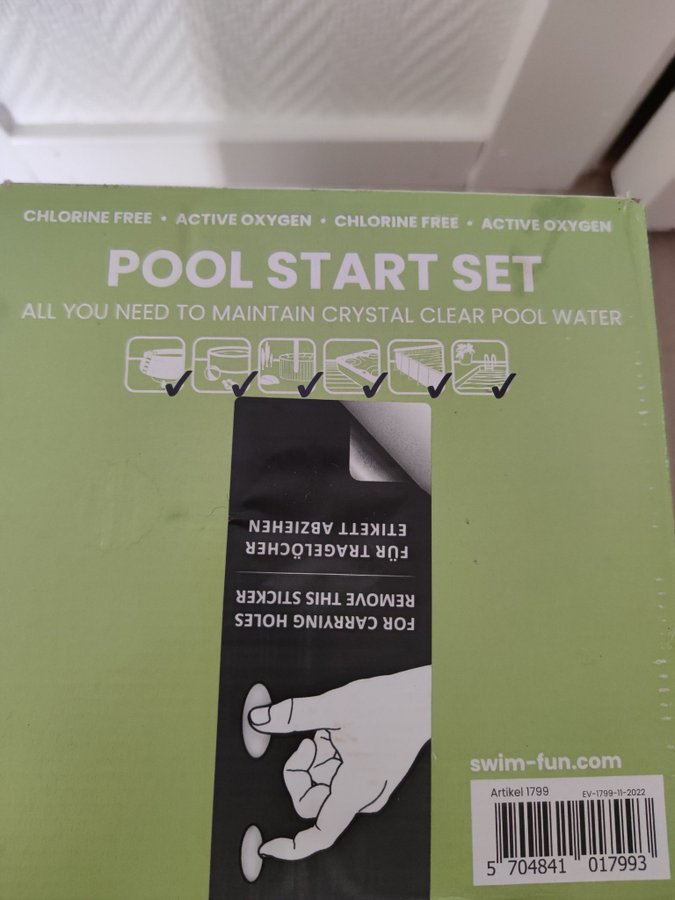 CHLORINE FREE • ACTIVE OXYGEN • CHLORINE FREE • ACTIVE OXYGEN
POOL START SET
ALL YOU NEED TO MAINTAIN CRYSTAL CLEAR POOL WATER
FOR CARRYING HOLES
REMOVE THIS STICKER
FÜR TRAGELÖCHER
ETIKETT ABZIEHEN
swim-fun.com
Artikel 1799
EV-1799-11-2022
5 704841 017993